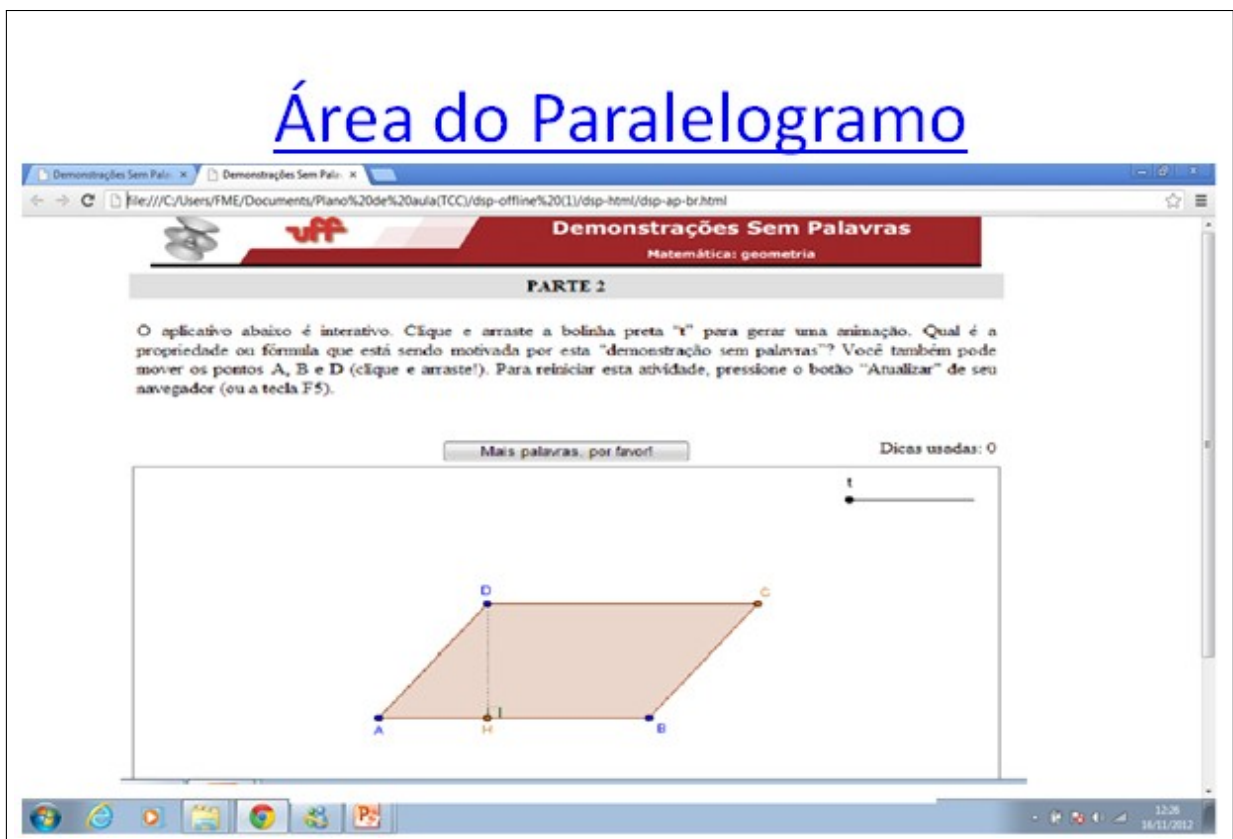 Área do Paralelogramo
Demonstrações Sem Pala × Demonstrações Sem Pala ×
file:///C:/Users/FME/Documents/Plano%20de%20aula(TCC)/dsp-offline%20(1)/dsp-html/dsp-ap-br.html
uff
Demonstrações Sem Palavras
Matemática: geometria
PARTE 2
O aplicativo abaixo é interativo. Clique e arraste a bolinha preta "t" para gerar uma animação. Qual é a
propriedade ou fórmula que está sendo motivada por esta "demonstração sem palavras"? Você também pode
mover os pontos A, B e D (clique e arraste!). Para reiniciar esta atividade, pressione o botão "Atualizar" de seu
navegador (ou a tecla F5).
Mais palavras, por favor!
Dicas usadas: 0
t
D
C
A
H
B
12:26
16/11/2012